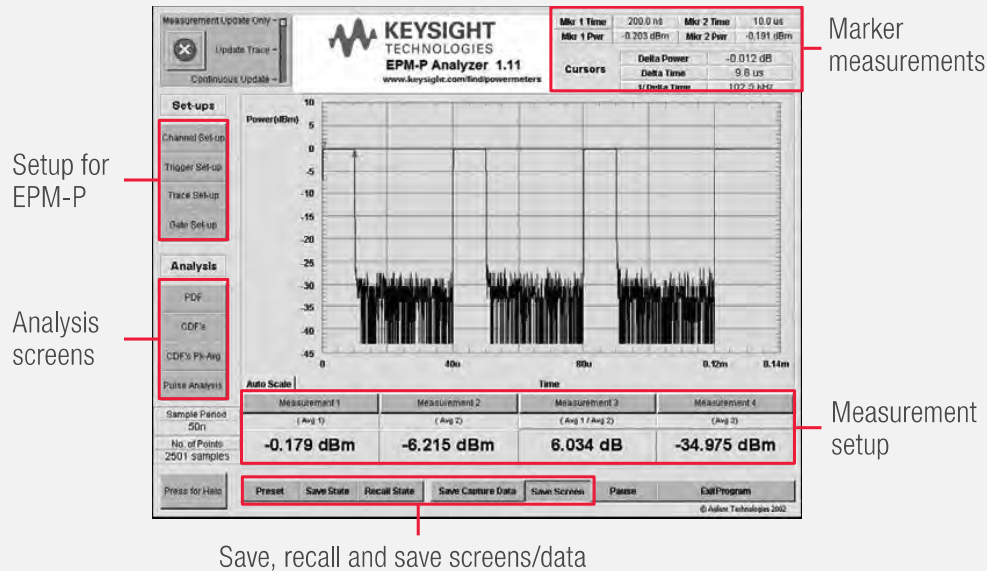 Measurement Update Only -
Update Trace -
Continuous Update -
KEYSIGHT
TECHNOLOGIES
EPM-P Analyzer 1.11
www.keysight.com/find/powermeters
Mkr 1 Time 200.0 ns Mkr 2 Time 10.0 us
Mkr 1 Pwr -0.203 dBm Mkr 2 Pwr -0.191 dBm
Cursors
Delta Power -0.012 dB
Delta Time 9.8 us
1/Delta Time 102.0 kHz
Marker
measurements
Set-ups
Channel Set-up
Trigger Set-up
Trace Set-up
Gate Set-up
Setup for
EPM-P
Analysis
PDF
CDF's
CDF's Pk-Avg
Pulse Analysis
Analysis
screens
Power(dBm)
10
5
0
-5
-10
-15
-20
-25
-30
-35
-40
-45
0 40u 80u 0.12m 0.14m
Auto Scale
Time
Sample Period
50n
No. of Points
2501 samples
Measurement 1 Measurement 2 Measurement 3 Measurement 4
( Avg 1) ( Avg 2) ( Avg 1 / Avg 2) ( Avg 3)
-0.179 dBm -6.215 dBm 6.034 dB -34.975 dBm
Measurement
setup
Press for Help
Preset Save State Recall State Save Capture Data Save Screen Pause Exit Program
© Agilent Technologies 2002
Save, recall and save screens/data